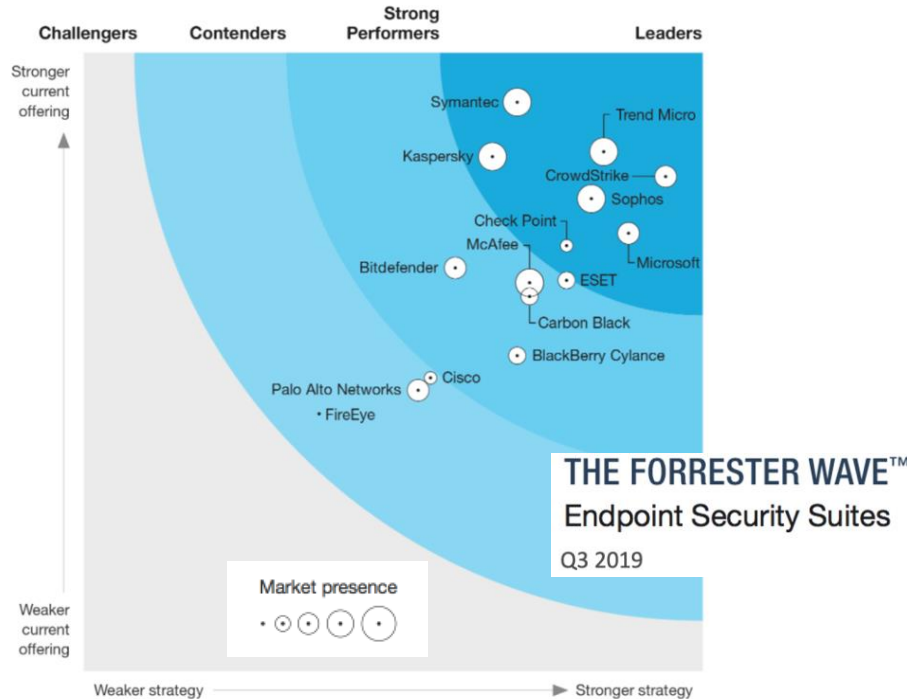 Challengers
Contenders
Strong
Performers
Leaders
Stronger
current
offering
Symantec
Trend Micro
Kaspersky
CrowdStrike
Sophos
Check Point
McAfee
Bitdefender
Microsoft
ESET
Carbon Black
BlackBerry Cylance
Cisco
Palo Alto Networks
FireEye
THE FORRESTER WAVE™
Endpoint Security Suites
Q3 2019
Market presence
Weaker
current
offering
Weaker strategy
Stronger strategy